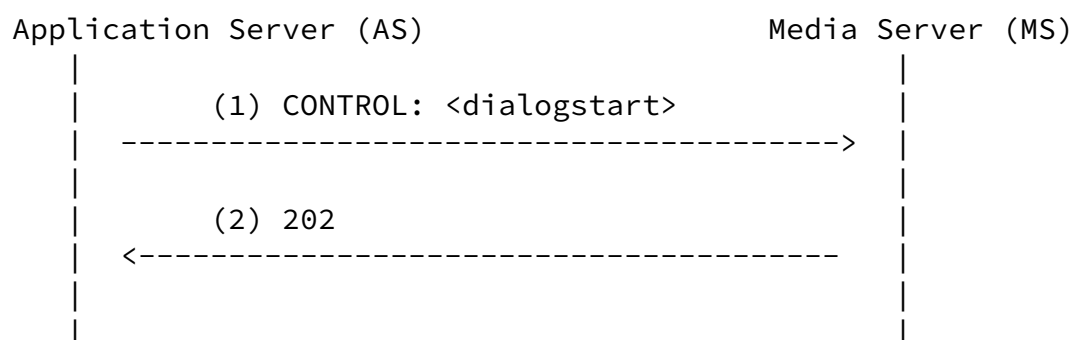 Application Server (AS) Media Server (MS)
(1) CONTROL: <dialogstart>
(2) 202